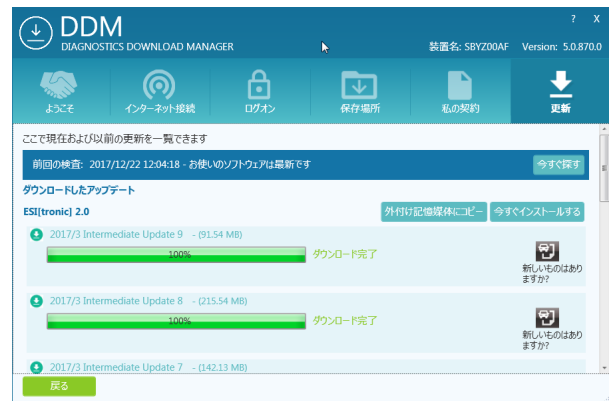 DDM
DIAGNOSTICS DOWNLOAD MANAGER
? X
装置名: SBYZ00AF Version: 5.0.870.0
ようこそ インターネット接続 ログオン 保存場所 私の契約 更新
ここで現在および以前の更新を一覧できます
前回の検査: 2017/12/22 12:04:18 - お使いのソフトウェアは最新です 今すぐ探す
ダウンロードしたアップデート
ESI[tronic] 2.0 外付け記憶媒体にコピー 今すぐインストールする
2017/3 Intermediate Update 9 - (91.54 MB)
100% ダウンロード完了
新しいものはあり
ますか?
2017/3 Intermediate Update 8 - (215.54 MB)
100% ダウンロード完了
新しいものはあり
ますか?
2017/3 Intermediate Update 7 - (142.13 MB)
戻る